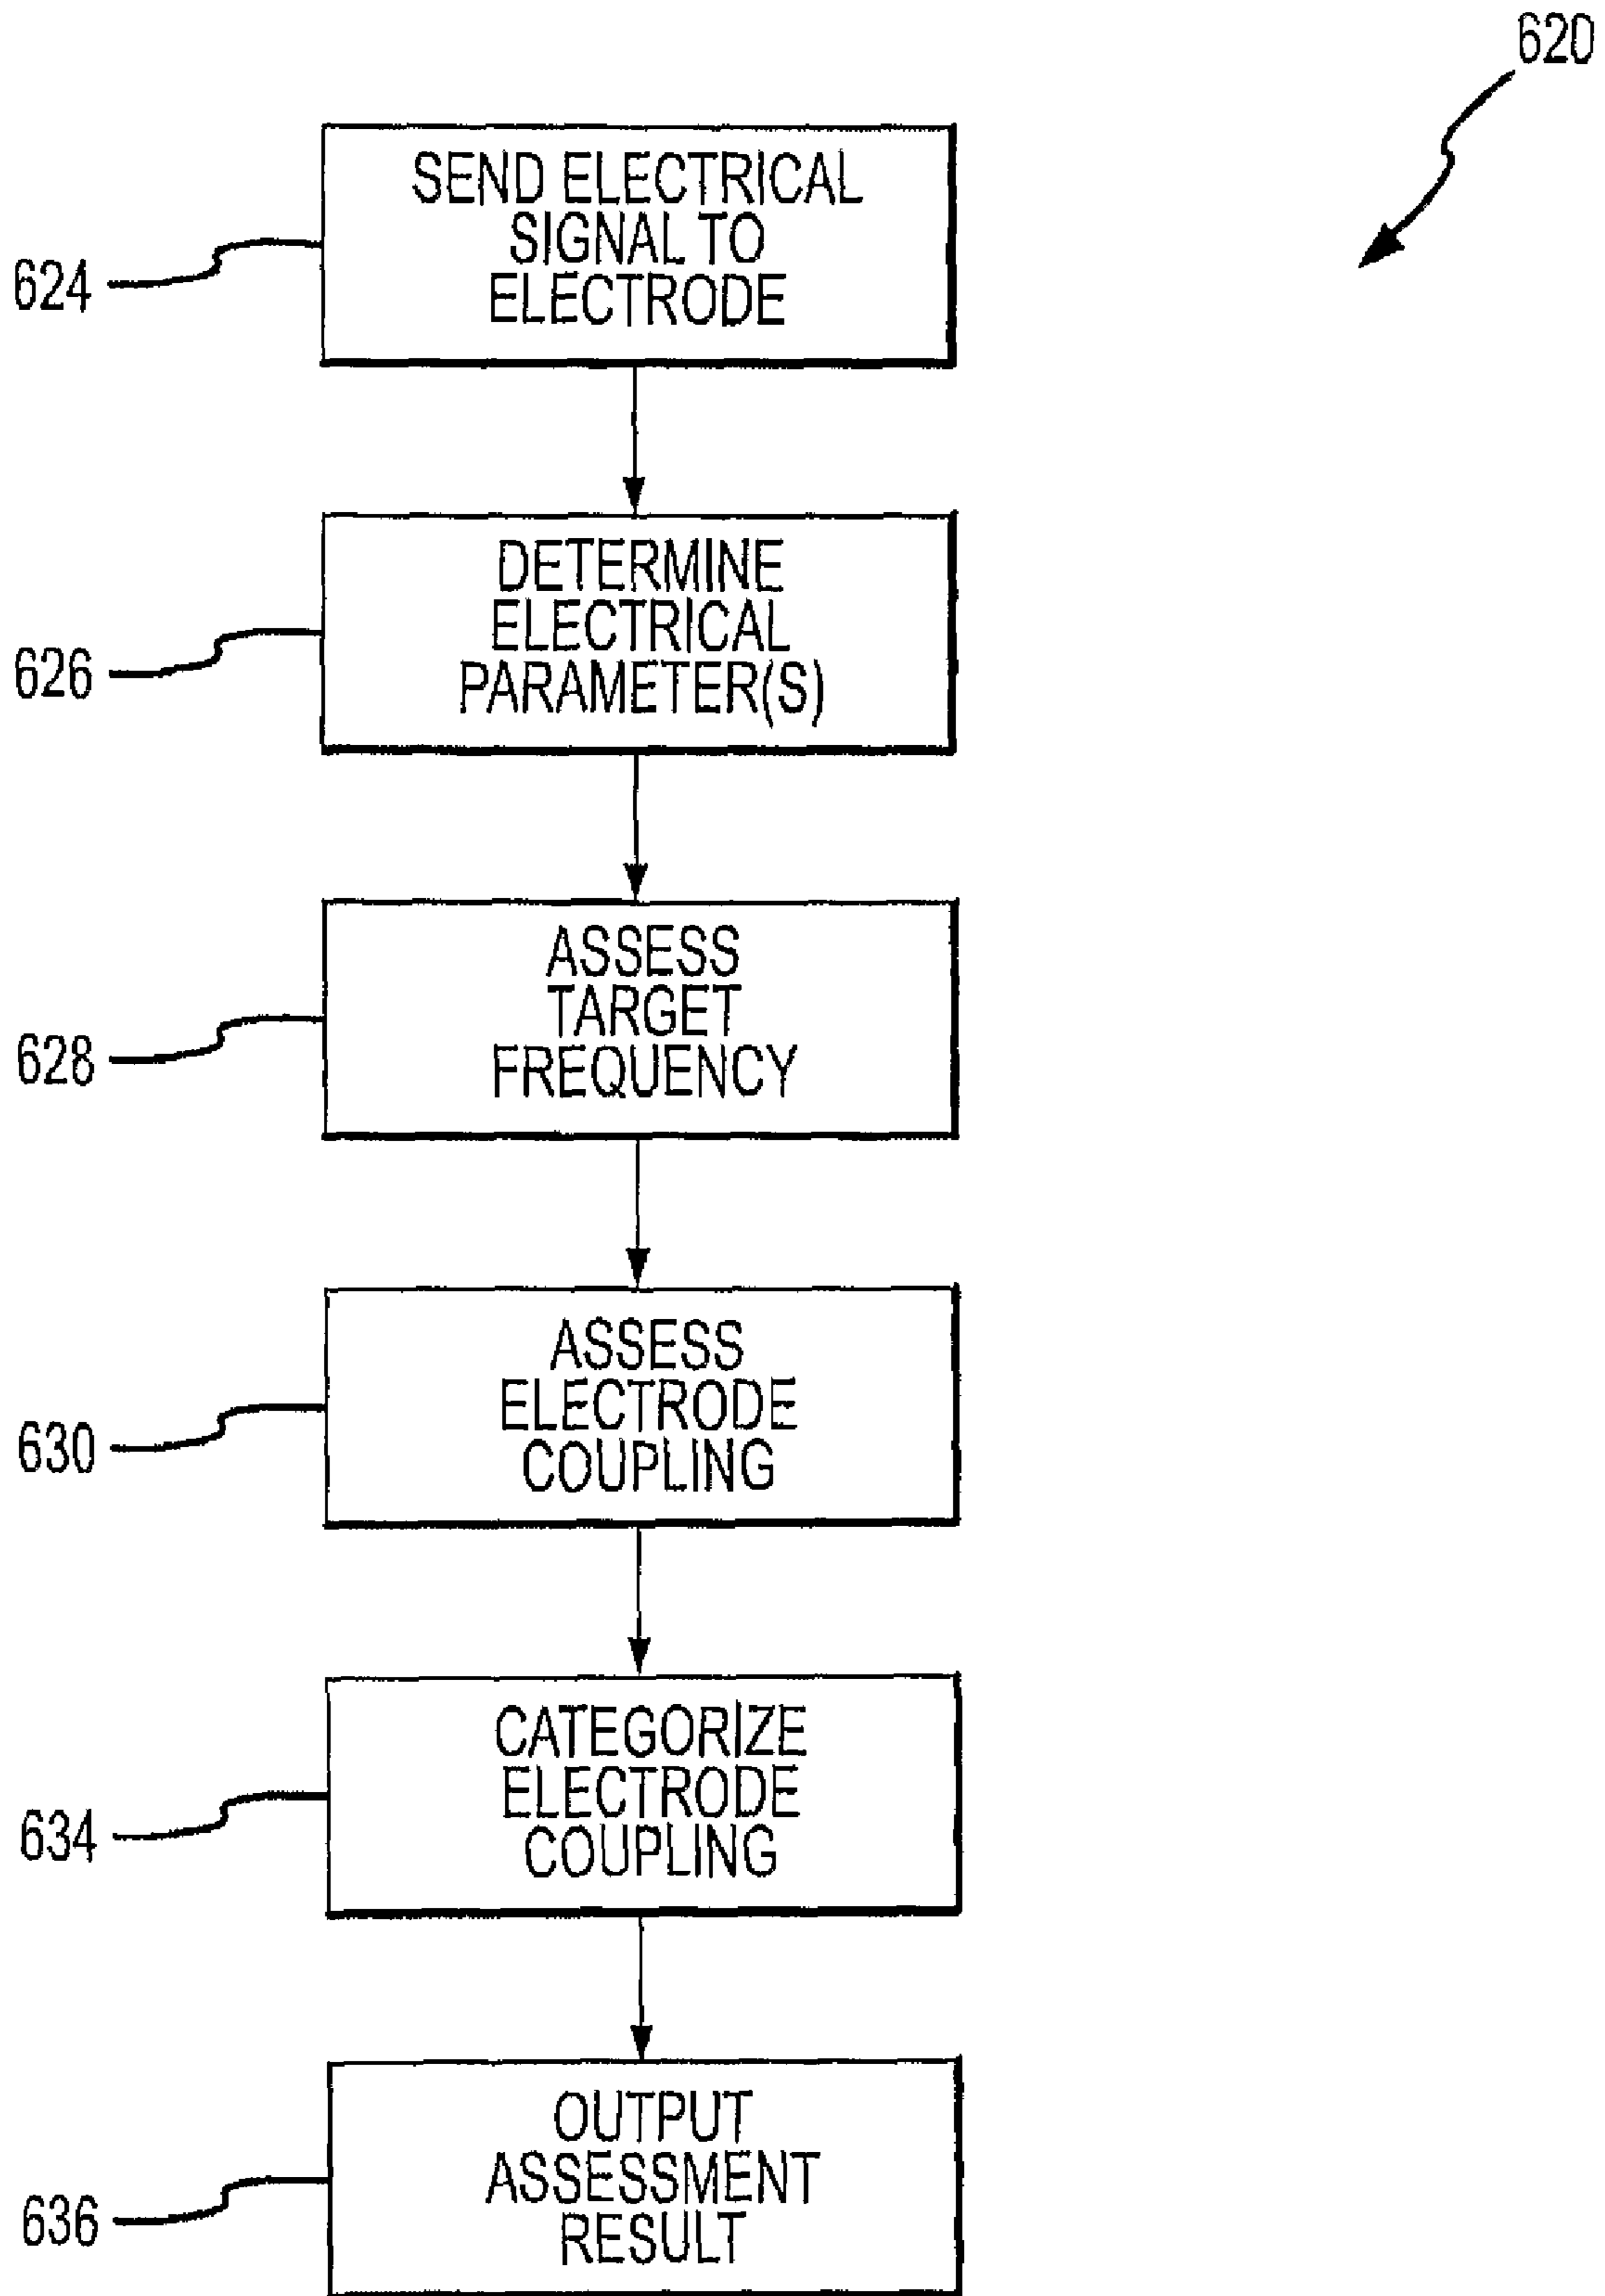 620
SEND ELECTRICAL
SIGNAL TO
ELECTRODE
624
DETERMINE
ELECTRICAL
PARAMETER(S)
626
ASSESS
TARGET
FREQUENCY
628
ASSESS
ELECTRODE
COUPLING
630
CATEGORIZE
ELECTRODE
COUPLING
634
OUTPUT
ASSESSMENT
RESULT
636